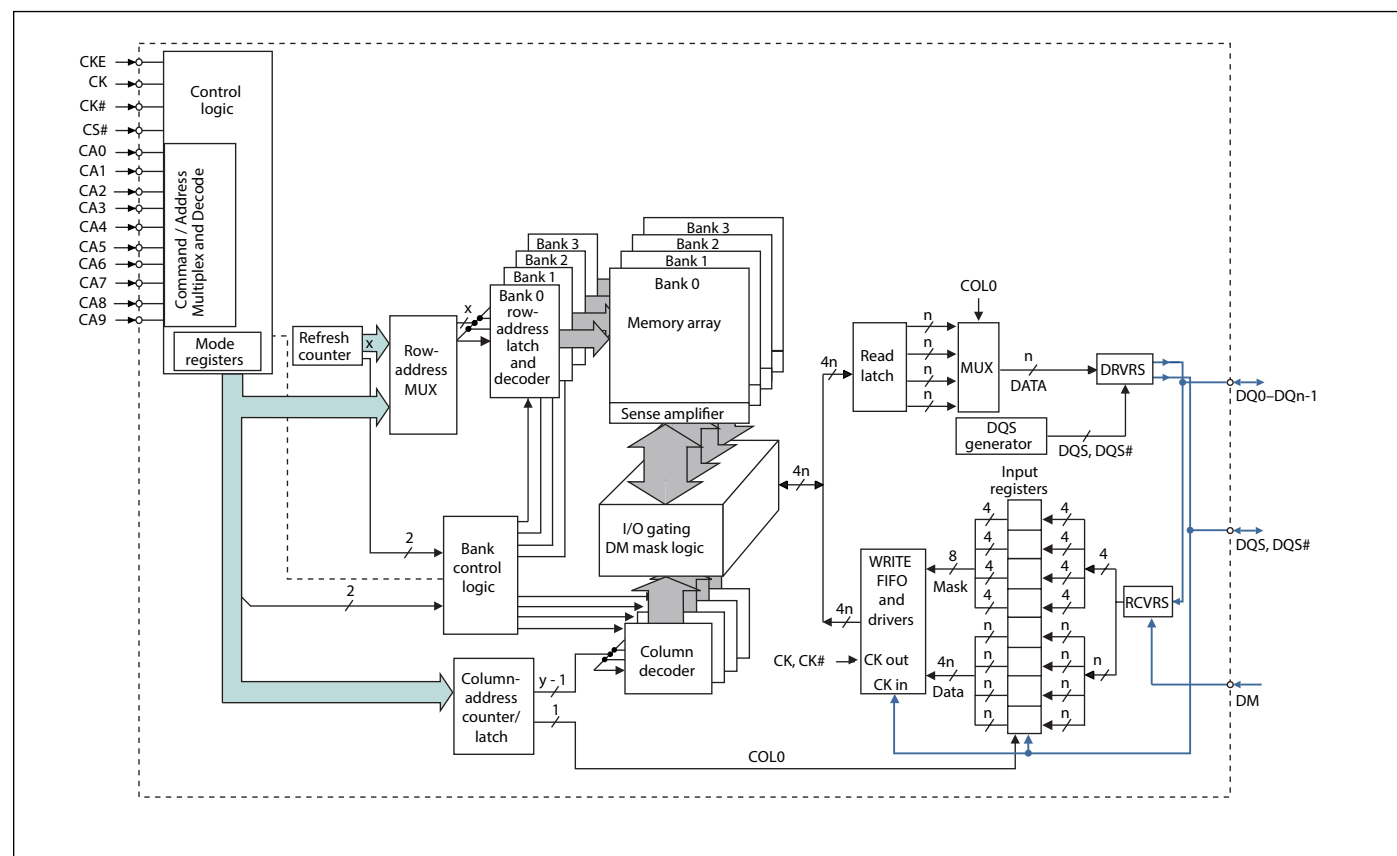 CKE
CK
CK#
CS#
CA0
CA1
CA2
CA3
CA4
CA5
CA6
CA7
CA8
CA9
Control
logic
Command / Address
Multiplex and Decode
Mode
registers
Refresh
counter
x
Row-
address
MUX
x
Bank 3
Bank 2
Bank 1
Bank 0
row-
address
latch
and
decoder
Bank 3
Bank 2
Bank 1
Bank 0
Memory array
Sense amplifier
2
2
Bank
control
logic
I/O gating
DM mask logic
Column
decoder
Column-
address
counter/
latch
y - 1
1
COL0
4n
4n
4n
Read
latch
n
n
n
n
COL0
MUX
n
DATA
DRVRS
DQS
generator
DQS, DQS#
DQ0–DQn-1
DQS, DQS#
DM
Input
registers
4
4
4
4
n
n
n
n
4
4
4
4
n
n
n
n
4
n
RCVRS
8
Mask
4n
Data
WRITE
FIFO
and
drivers
CK out
CK in
CK, CK#